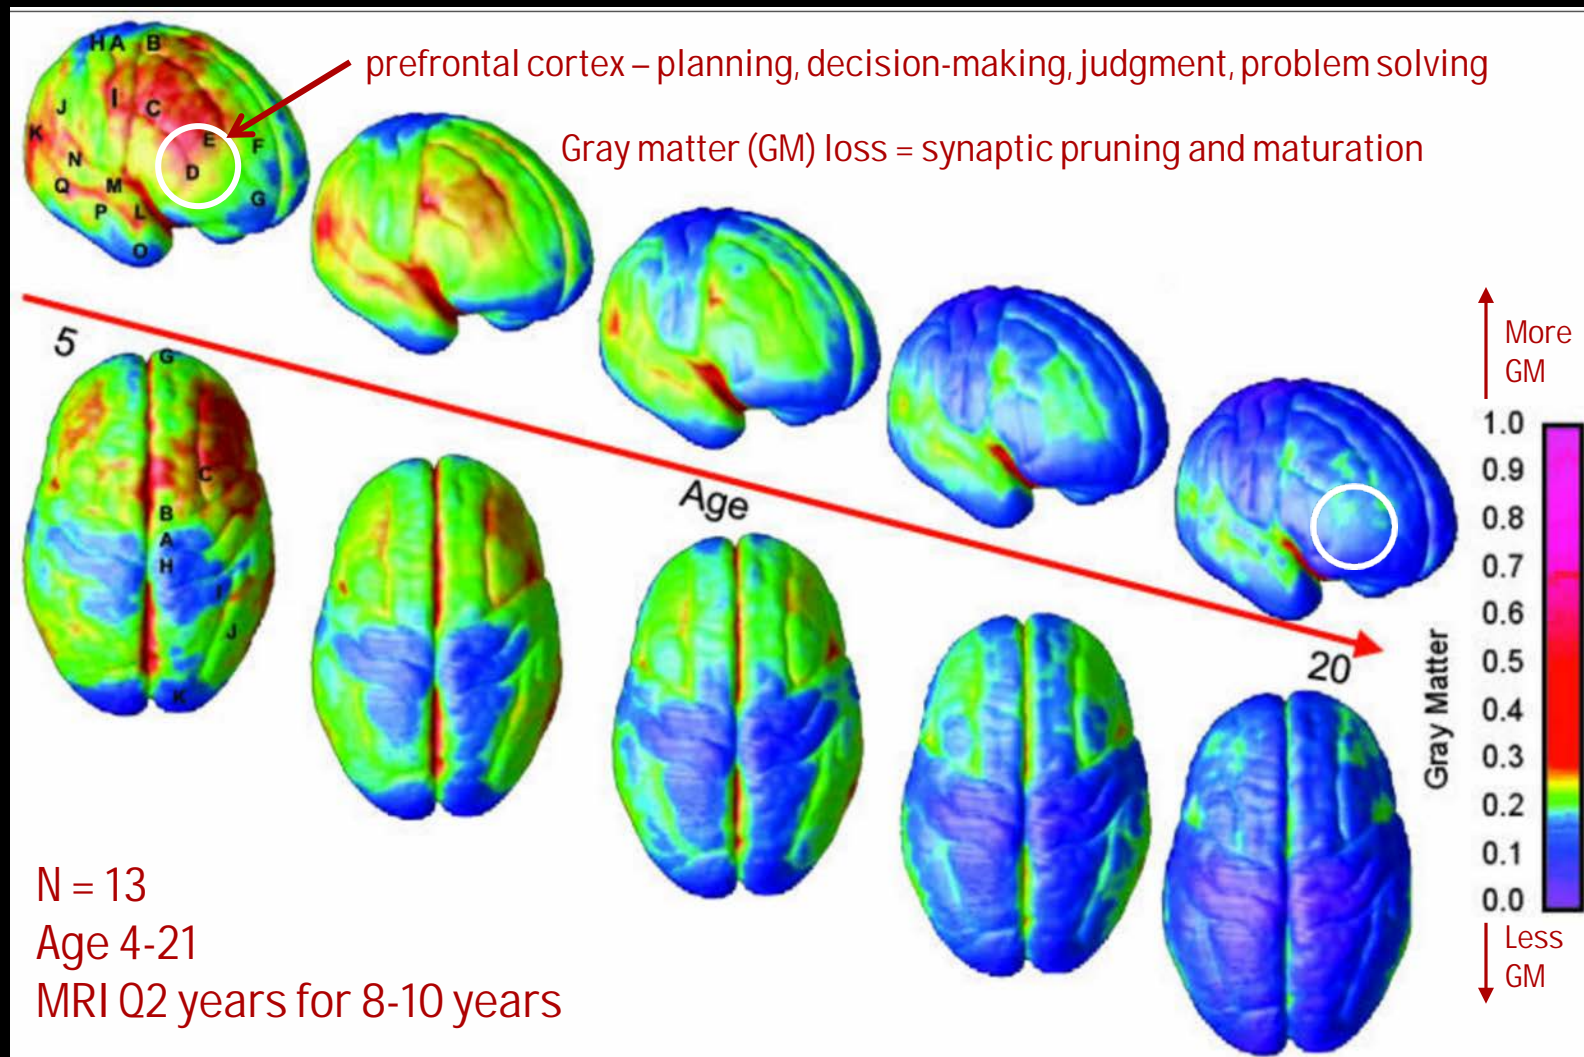 prefrontal cortex – planning, decision-making, judgment, problem solving
Gray matter (GM) loss = synaptic pruning and maturation
H A B
I C
J
K
E
F
N
D
Q M
G
P L
O
5
Age
20
G
C
B
A
H
I
J
K
More
GM
1.0
0.9
0.8
0.7
0.6
0.5
0.4
0.3
0.2
0.1
0.0
Gray Matter
Less
GM
N = 13
Age 4-21
MRI Q2 years for 8-10 years